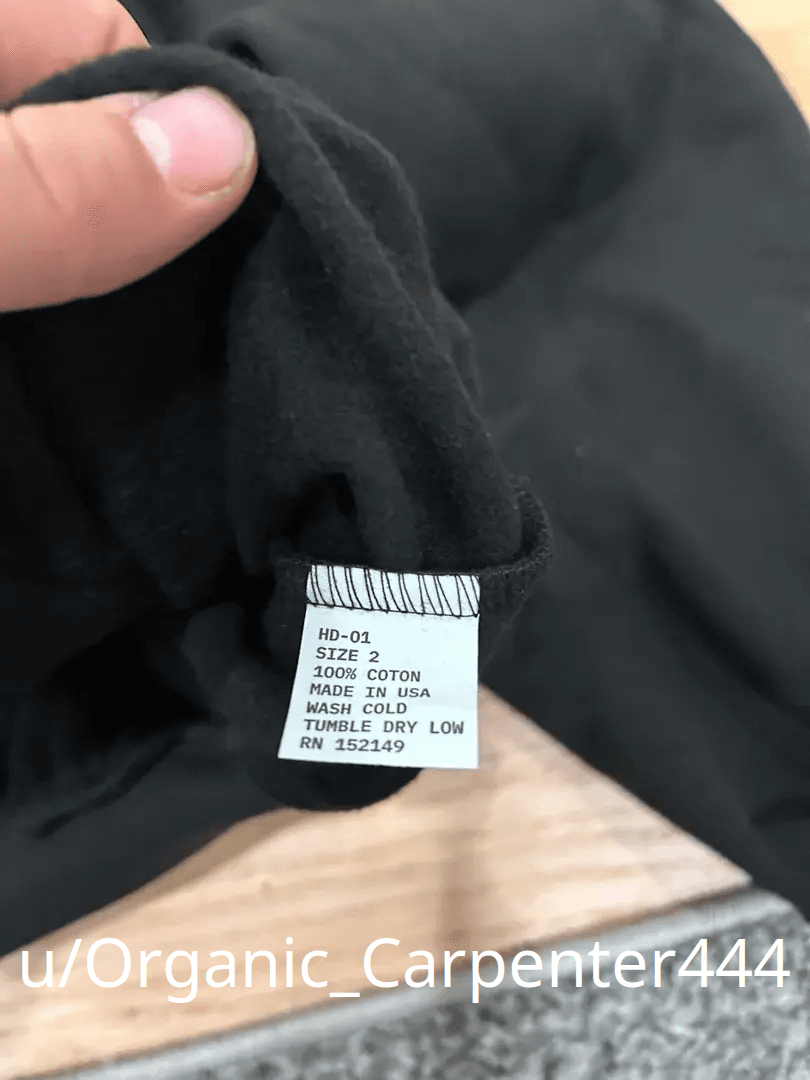 HD-01
SIZE 2
100% COTON
MADE IN USA
WASH COLD
TUMBLE DRY LOW
RN 152149
u/Organic_Carpenter444